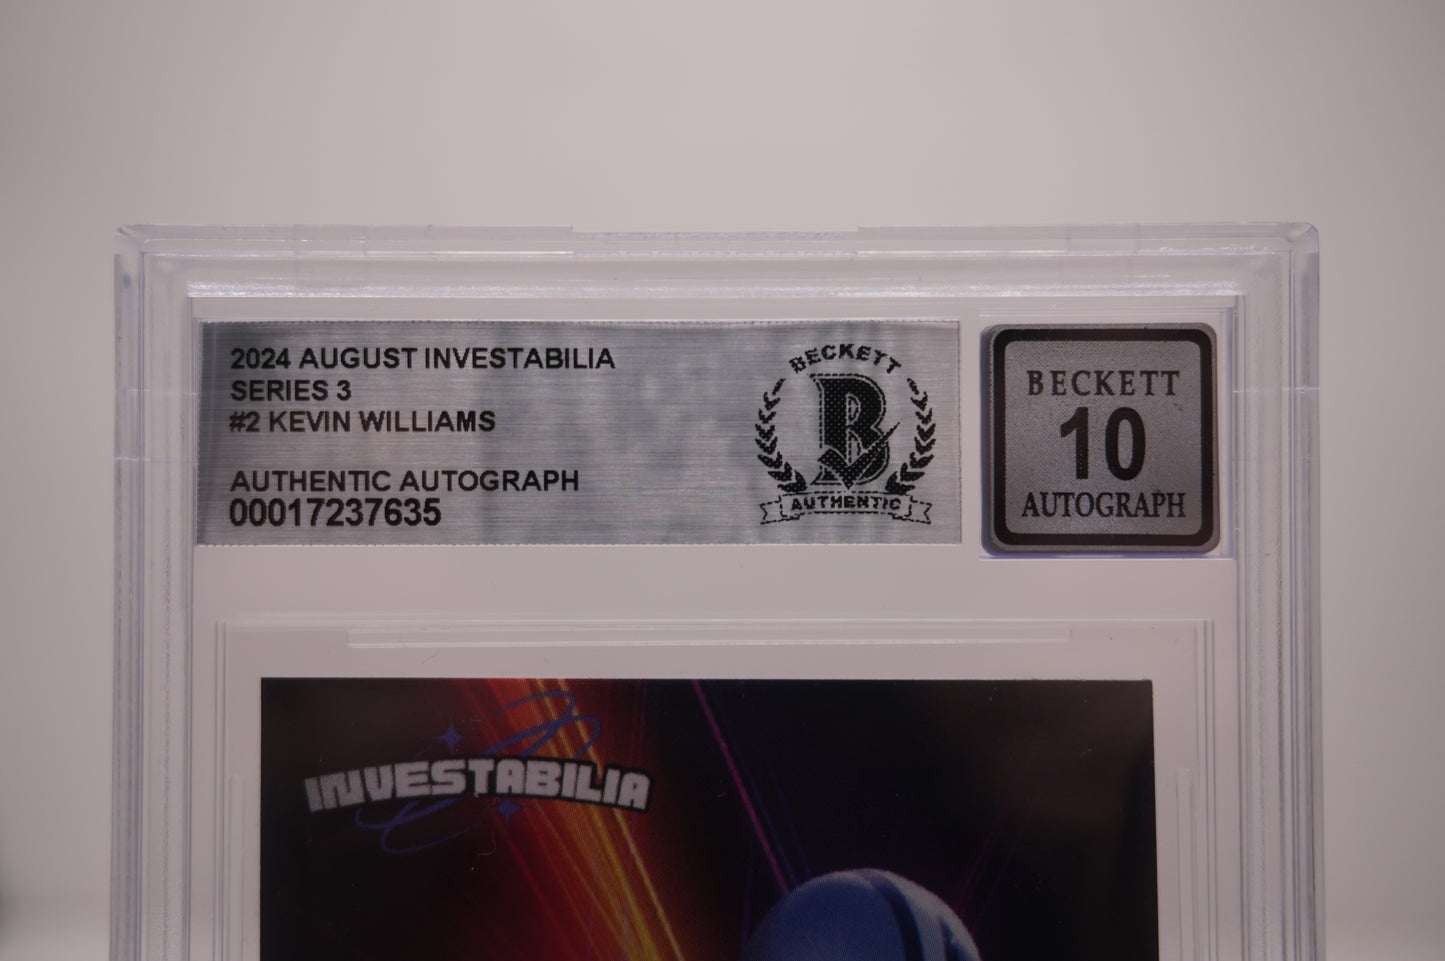 2024 AUGUST INVESTABILIA
SERIES 3
#2 KEVIN WILLIAMS
AUTHENTIC AUTOGRAPH
00017237635
BECKETT
B
AUTHENTIC
BECKETT
10
AUTOGRAPH
INVESTABILIA